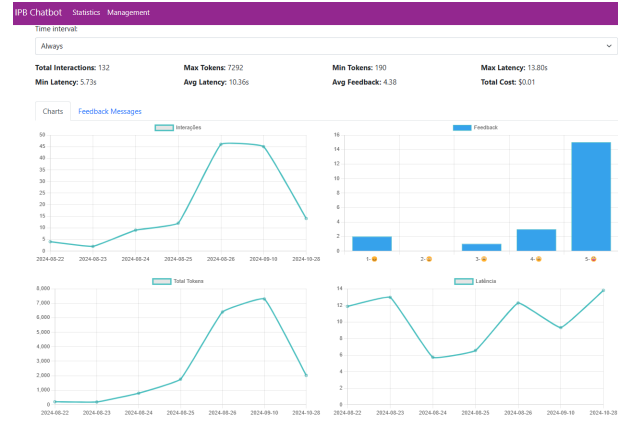 IPB Chatbot Statistics Management
Time interval:
Always
Total Interactions: 132 Max Tokens: 7292 Min Tokens: 190 Max Latency: 13.80s
Min Latency: 5.73s Avg Latency: 10.36s Avg Feedback: 4.38 Total Cost: $0.01
Charts Feedback Messages
Interações
50
45
40
35
30
25
20
15
10
5
0
2024-08-22 2024-08-23 2024-08-24 2024-08-25 2024-08-26 2024-09-10 2024-10-28
Feedback
16
14
12
10
8
6
4
2
0
1-😠 2-😦 3-😐 4-😀 5-😍
Total Tokens
8,000
7,000
6,000
5,000
4,000
3,000
2,000
1,000
0
2024-08-22 2024-08-23 2024-08-24 2024-08-25 2024-08-26 2024-09-10 2024-10-28
Latência
14
12
10
8
6
4
2
0
2024-08-22 2024-08-23 2024-08-24 2024-08-25 2024-08-26 2024-09-10 2024-10-28